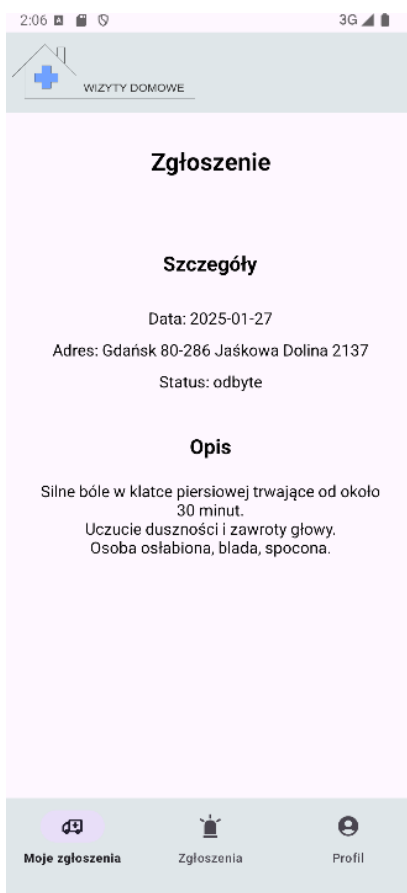 2:06
3G
WIZYTY DOMOWE
Zgłoszenie
Szczegóły
Data: 2025-01-27
Adres: Gdańsk 80-286 Jaśkowa Dolina 2137
Status: odbyte
Opis
Silne bóle w klatce piersiowej trwające od około
30 minut.
Uczucie duszności i zawroty głowy.
Osoba osłabiona, blada, spocona.
Moje zgłoszenia
Zgłoszenia
Profil